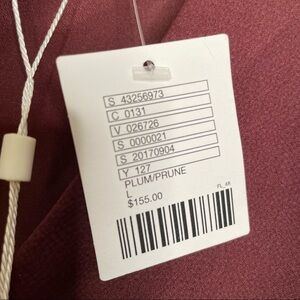 S 43256973
C 0131
V 026726
S 0000021
S 20170904
Y 127
PLUM/PRUNE
L
$155.00